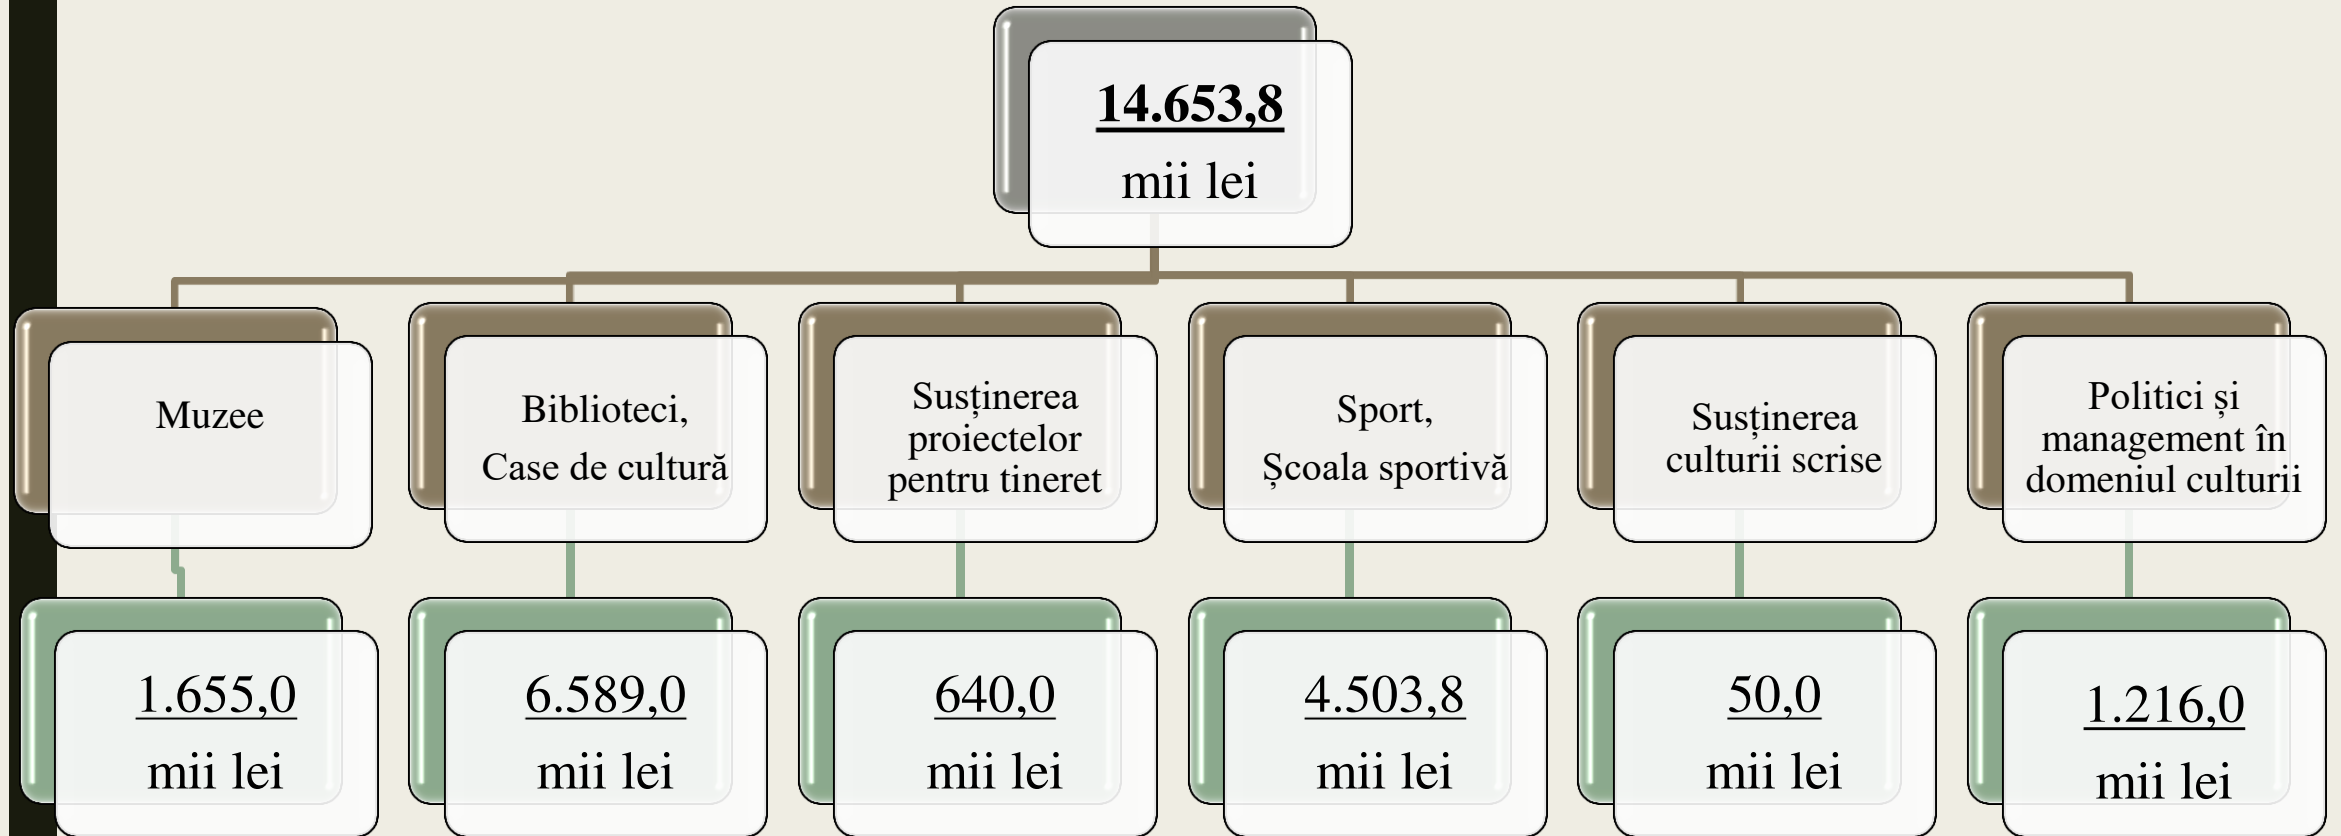 14.653,8
mii lei
Muzee
Biblioteci,
Case de cultură
Susținerea
proiectelor
pentru tineret
Sport,
Școala sportivă
Susținerea
culturii scrise
Politici și
management în
domeniul culturii
1.655,0
mii lei
6.589,0
mii lei
640,0
mii lei
4.503,8
mii lei
50,0
mii lei
1.216,0
mii lei